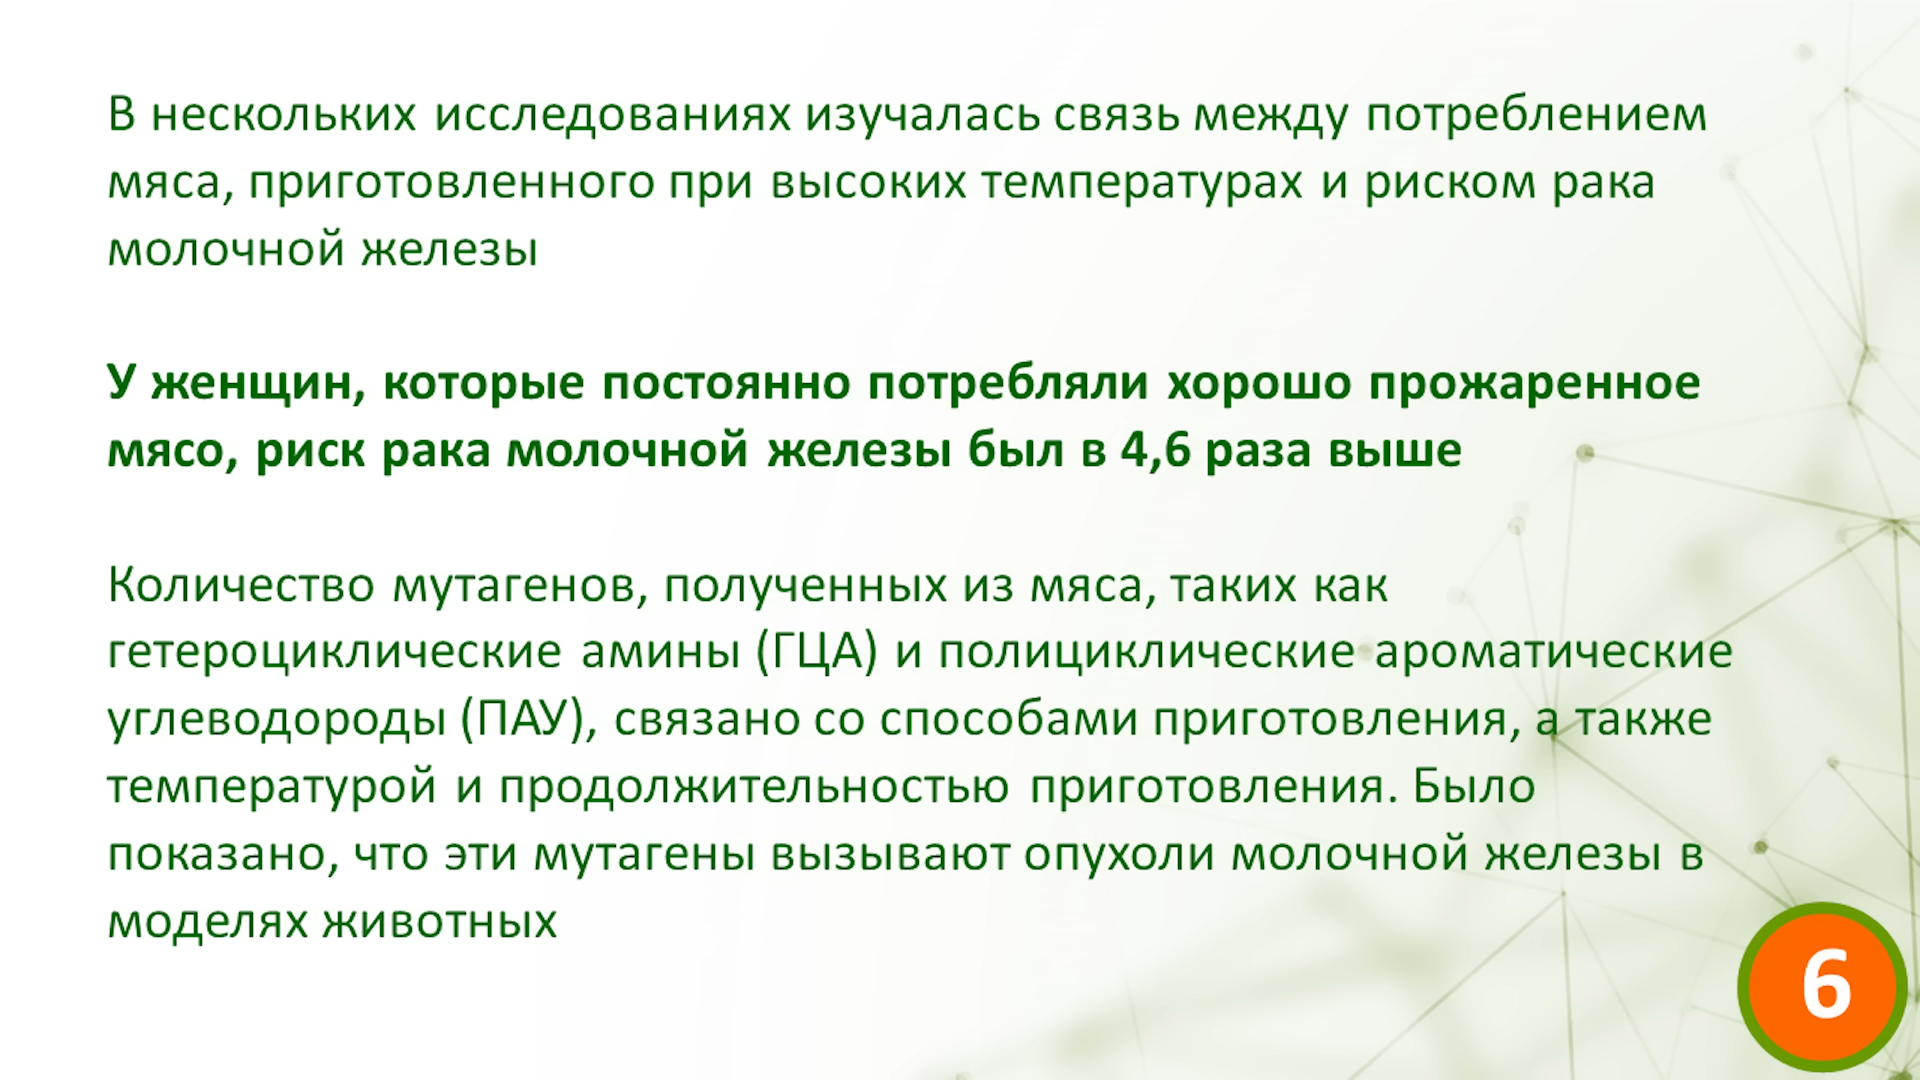 В нескольких исследованиях изучалась связь между потреблением
мяса, приготовленного при высоких температурах и риском рака
молочной железы
У женщин, которые постоянно потребляли хорошо прожаренное
мясо, риск рака молочной железы был в 4,6 раза выше
Количество мутагенов, полученных из мяса, таких как
гетероциклические амины (ГЦА) и полициклические ароматические
углеводороды (ПАУ), связано со способами приготовления, а также
температурой и продолжительностью приготовления. Было
показано, что эти мутагены вызывают опухоли молочной железы в
моделях животных
6